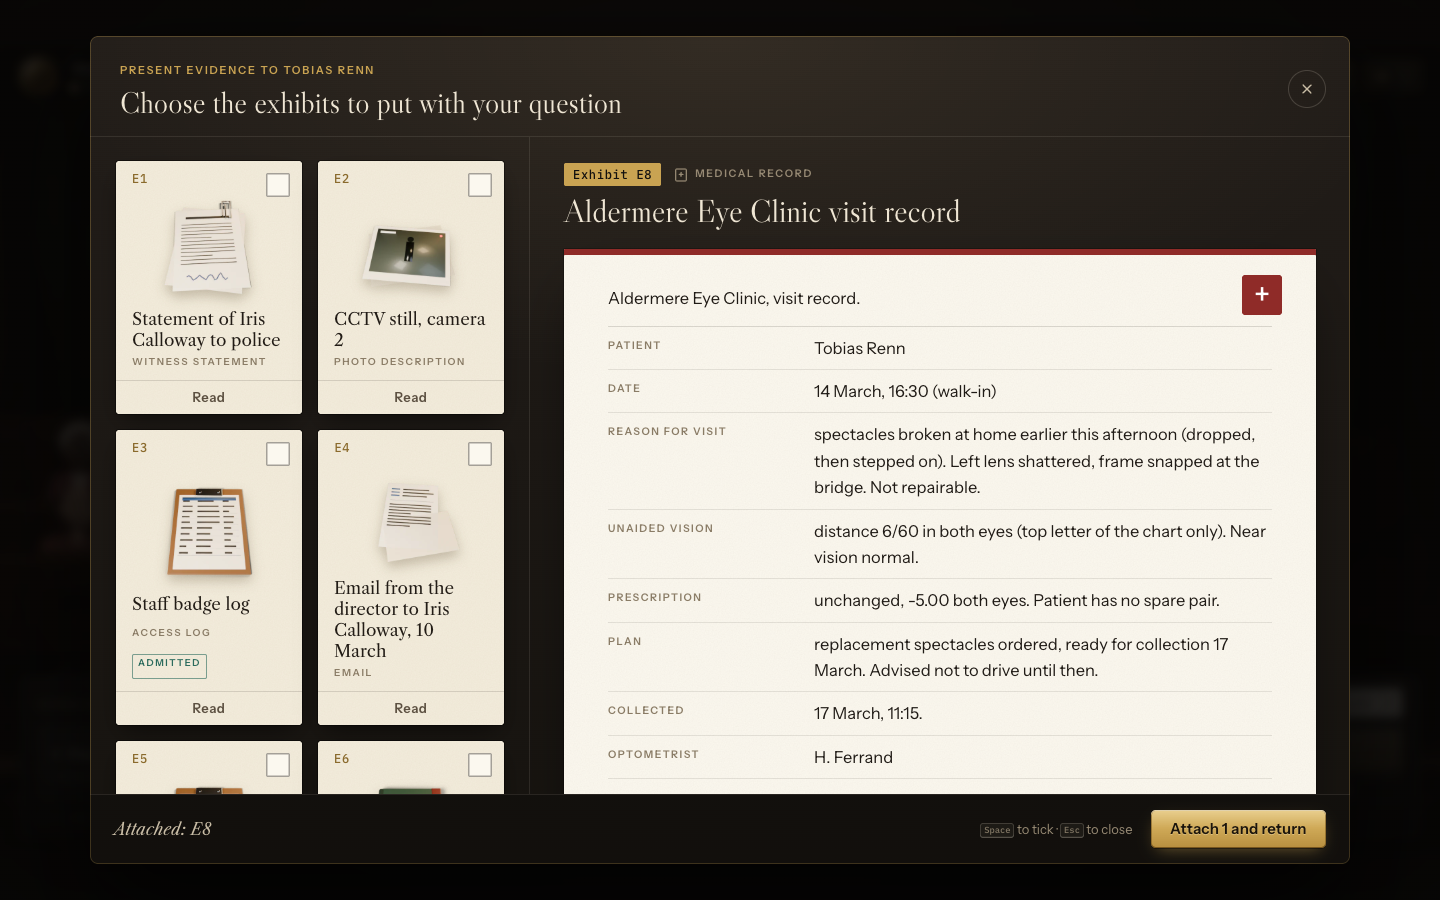 PRESENT EVIDENCE TO TOBIAS RENN
Choose the exhibits to put with your question
E1
Statement of Iris
Calloway to police
WITNESS STATEMENT
Read
E2
CCTV still, camera
2
PHOTO DESCRIPTION
Read
E3
Staff badge log
ACCESS LOG
ADMITTED
Read
E4
Email from the
director to Iris
Calloway, 10
March
EMAIL
Read
E5
E6
Exhibit E8
MEDICAL RECORD
Aldermere Eye Clinic visit record
Aldermere Eye Clinic, visit record.
PATIENT
Tobias Renn
DATE
14 March, 16:30 (walk-in)
REASON FOR VISIT
spectacles broken at home earlier this afternoon (dropped,
then stepped on). Left lens shattered, frame snapped at the
bridge. Not repairable.
UNAIDED VISION
distance 6/60 in both eyes (top letter of the chart only). Near
vision normal.
PRESCRIPTION
unchanged, -5.00 both eyes. Patient has no spare pair.
PLAN
replacement spectacles ordered, ready for collection 17
March. Advised not to drive until then.
COLLECTED
17 March, 11:15.
OPTOMETRIST
H. Ferrand
Attached: E8
Space to tick · Esc to close
Attach 1 and return